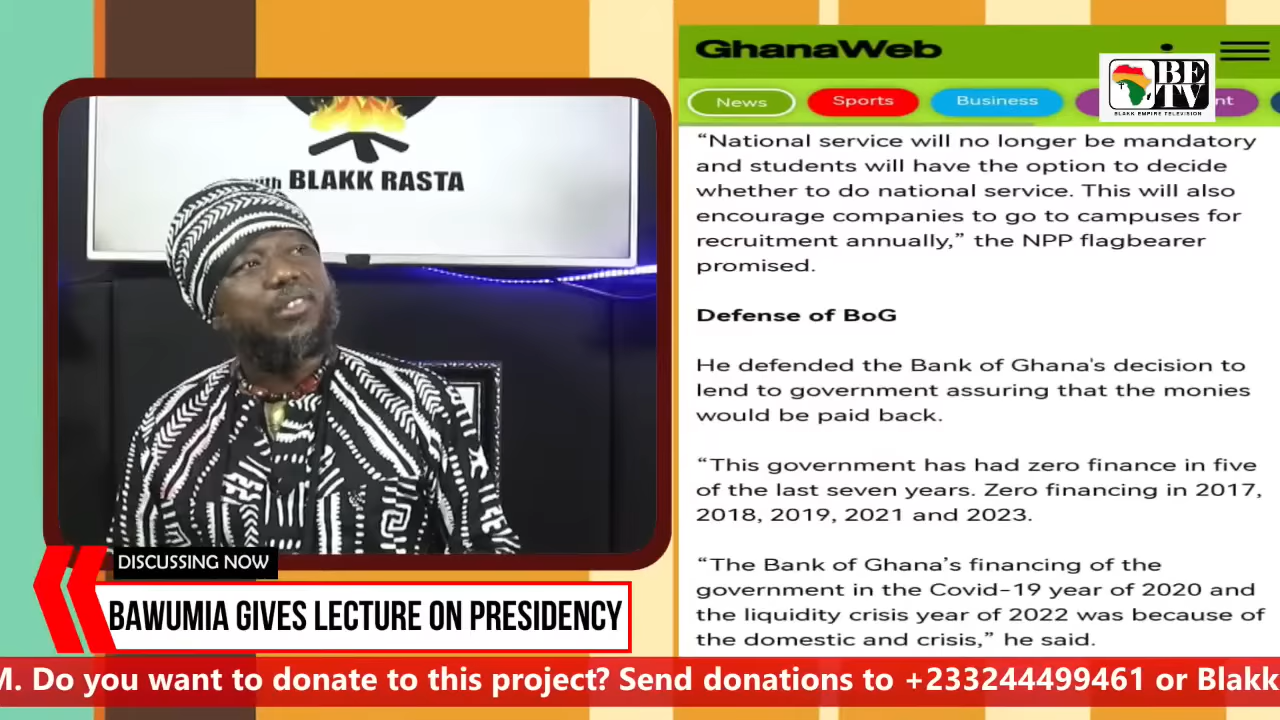 with BLAKK RASTA
DISCUSSING NOW
BAWUMIA GIVES LECTURE ON PRESIDENCY
GhanaWeb
BE
TV
BLAKK EMPIRE TELEVISION
News
Sports
Business
nt
“National service will no longer be mandatory
and students will have the option to decide
whether to do national service. This will also
encourage companies to go to campuses for
recruitment annually,” the NPP flagbearer
promised.
Defense of BoG
He defended the Bank of Ghana's decision to
lend to government assuring that the monies
would be paid back.
“This government has had zero finance in five
of the last seven years. Zero financing in 2017,
2018, 2019, 2021 and 2023.
“The Bank of Ghana’s financing of the
government in the Covid-19 year of 2020 and
the liquidity crisis year of 2022 was because of
the domestic and crisis,” he said.
M. Do you want to donate to this project? Send donations to +233244499461 or Blakk